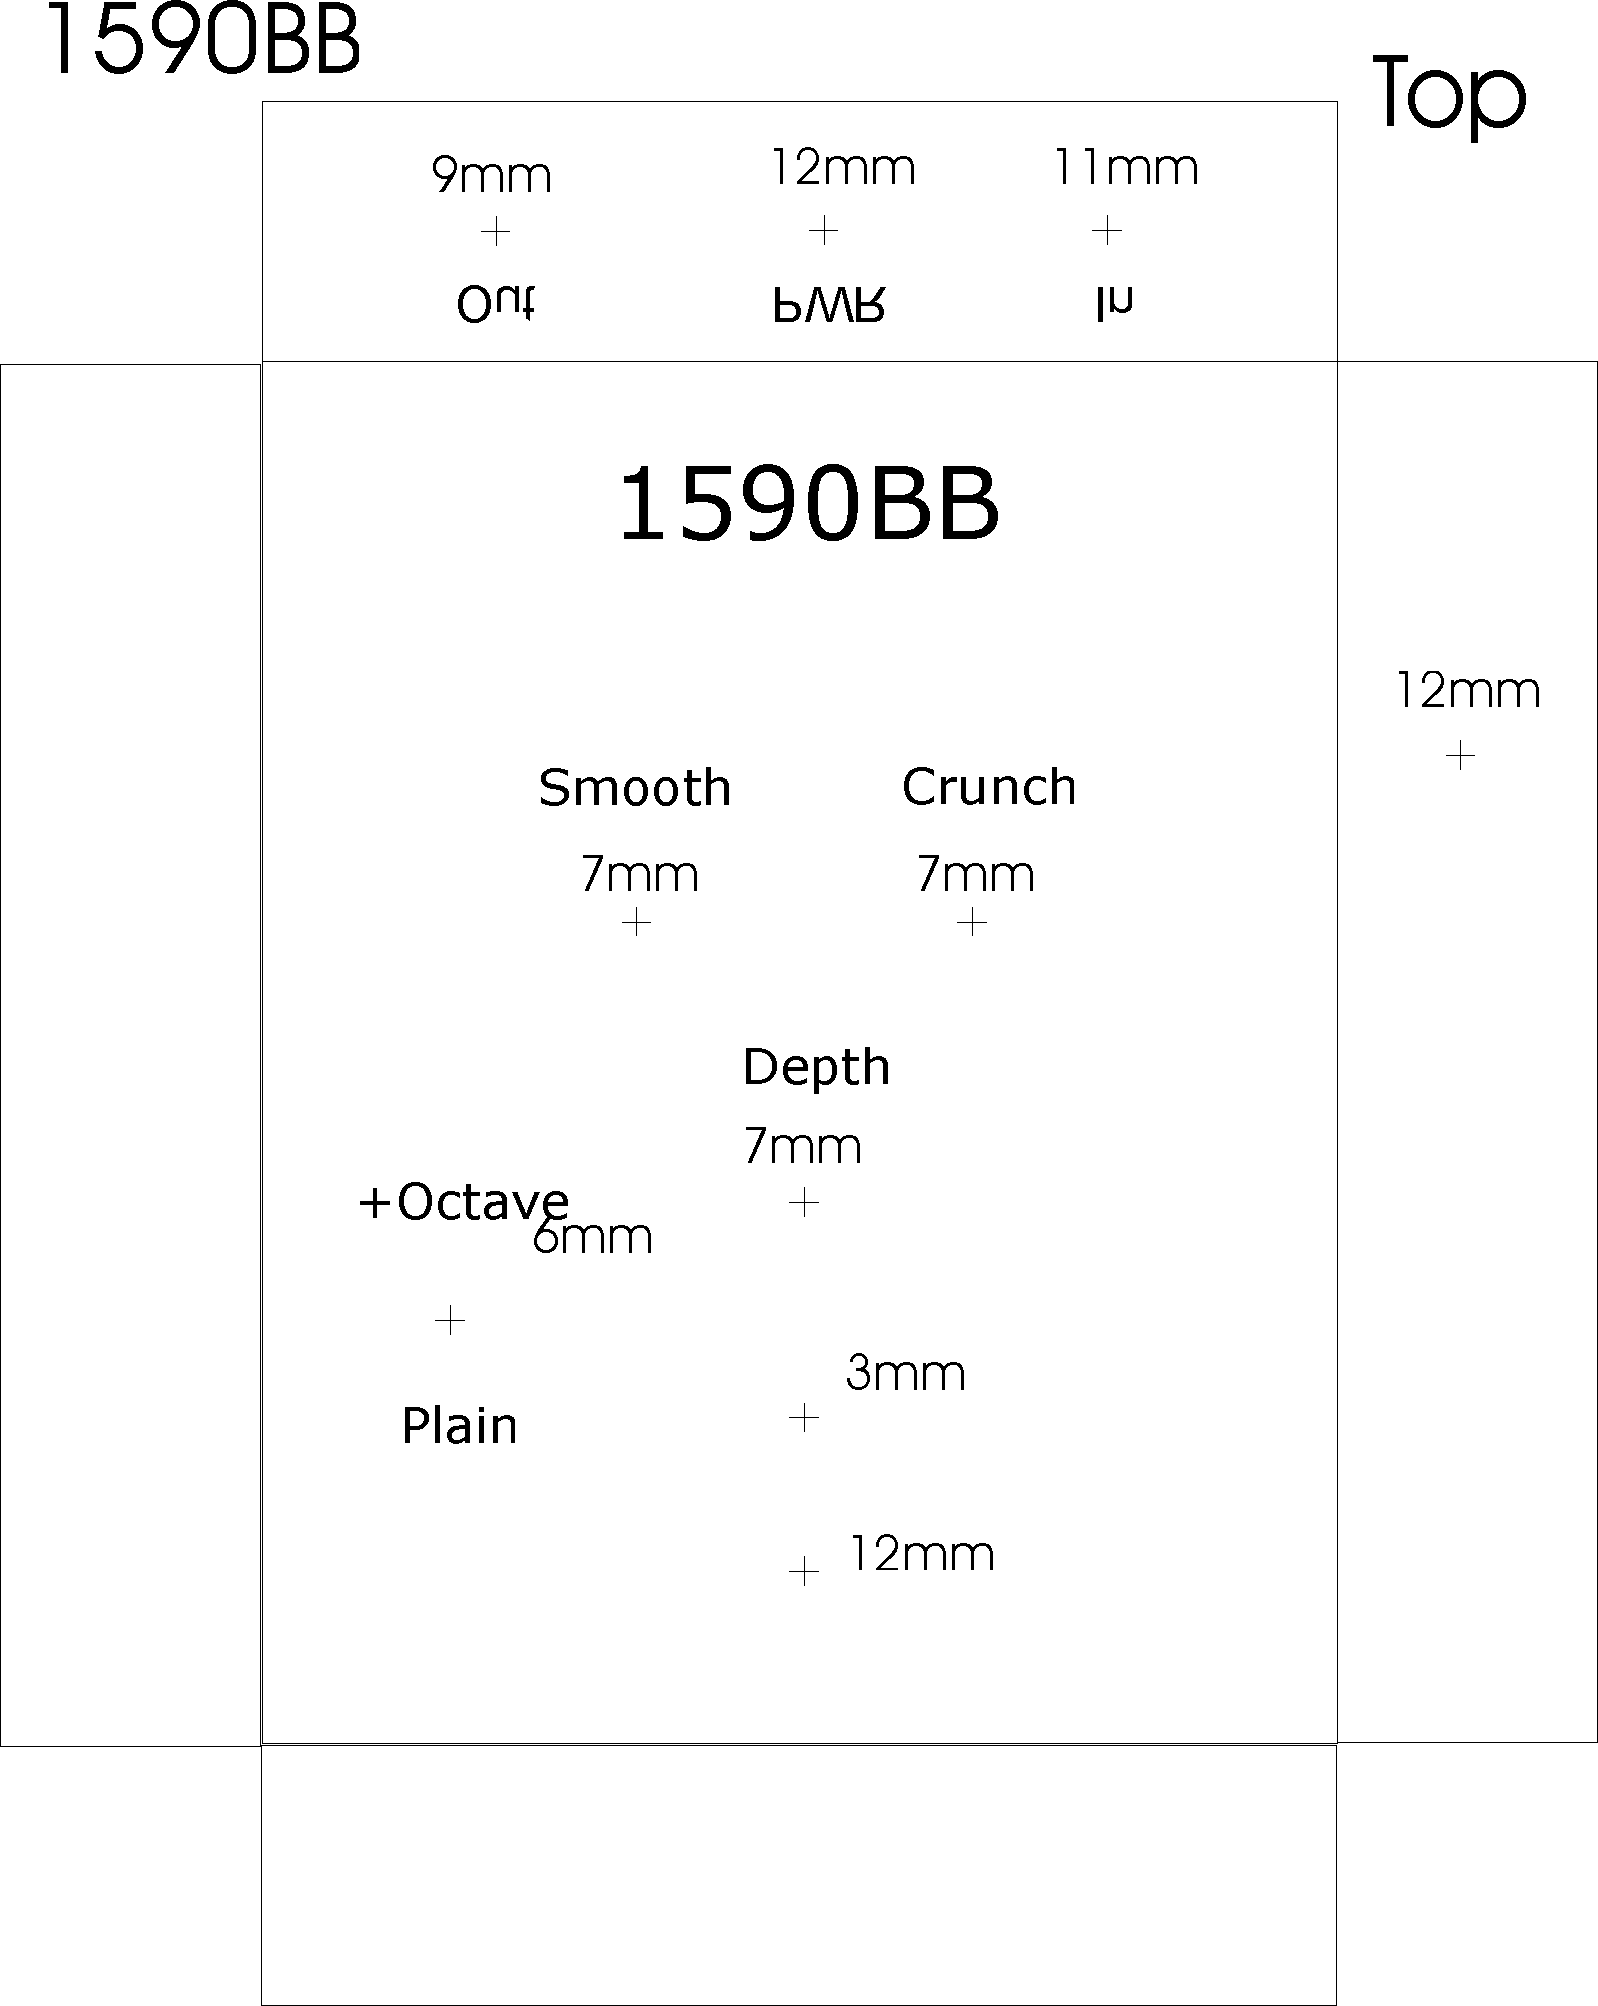 1590BB
Top
9mm 12mm 11mm
Out PWR In
1590BB
12mm
Smooth Crunch
7mm 7mm
Depth
7mm
+Octave
6mm
3mm
Plain
12mm